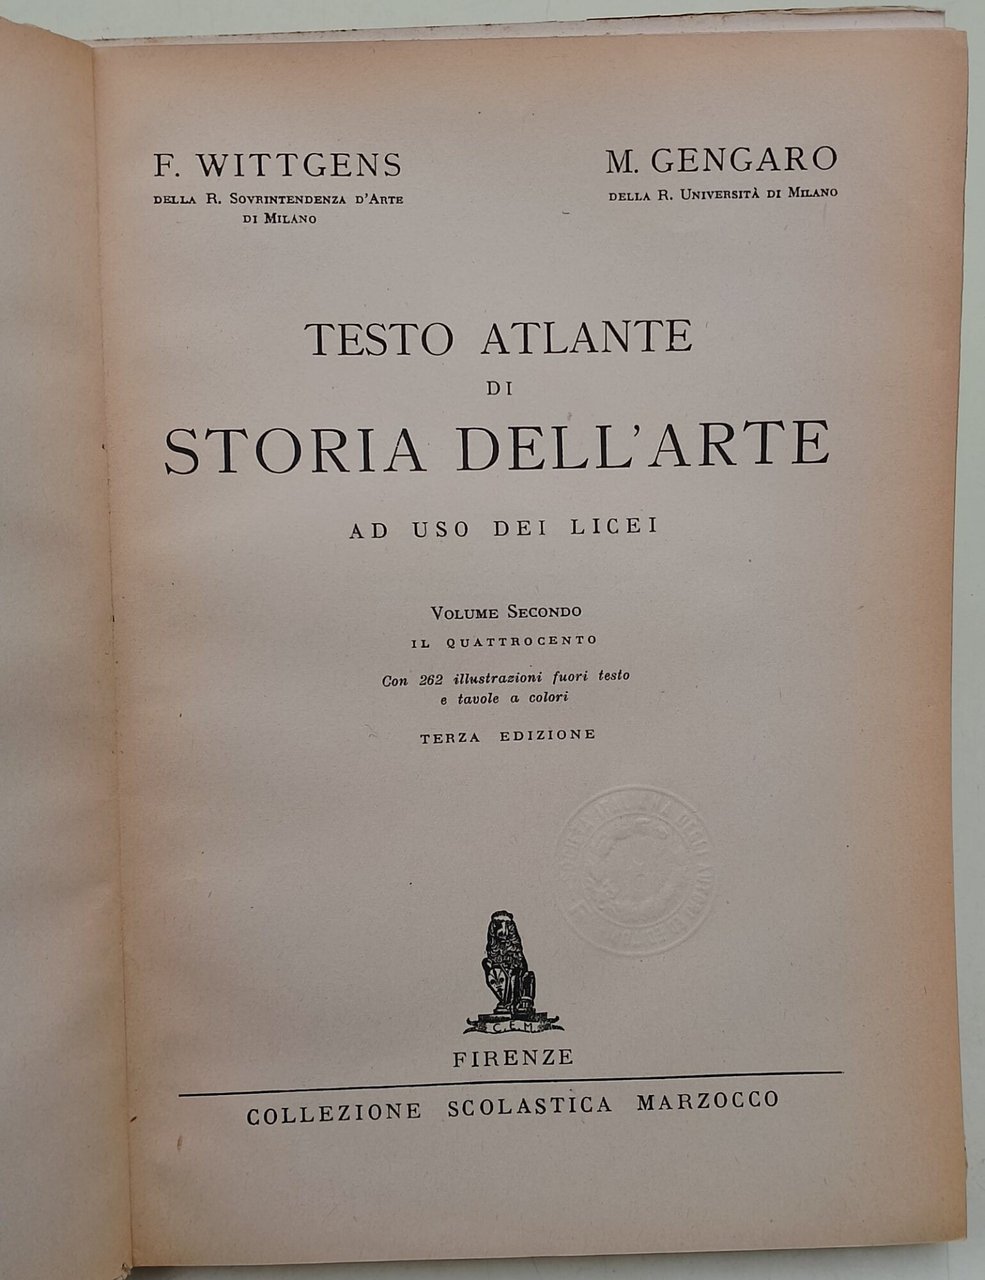 F. WITTGENS
DELLA R. SOVRINTENDENZA D'ARTE
DI MILANO
M. GENGARO
DELLA R. UNIVERSITÀ DI MILANO
TESTO ATLANTE
DI
STORIA DELL'ARTE
AD USO DEI LICEI
VOLUME SECONDO
IL QUATTROCENTO
Con 262 illustrazioni fuori testo
e tavole a colori
TERZA EDIZIONE
C.E.M.
FIRENZE
COLLEZIONE SCOLASTICA MARZOCCO